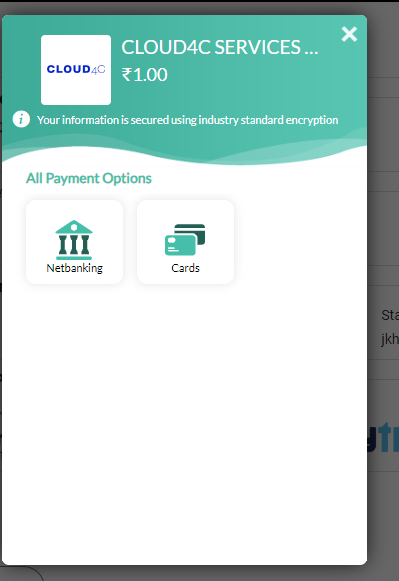 CLOUD4C
CLOUD4C SERVICES ...
₹1.00
Your information is secured using industry standard encryption
All Payment Options
Netbanking
Cards
Sta
jkh